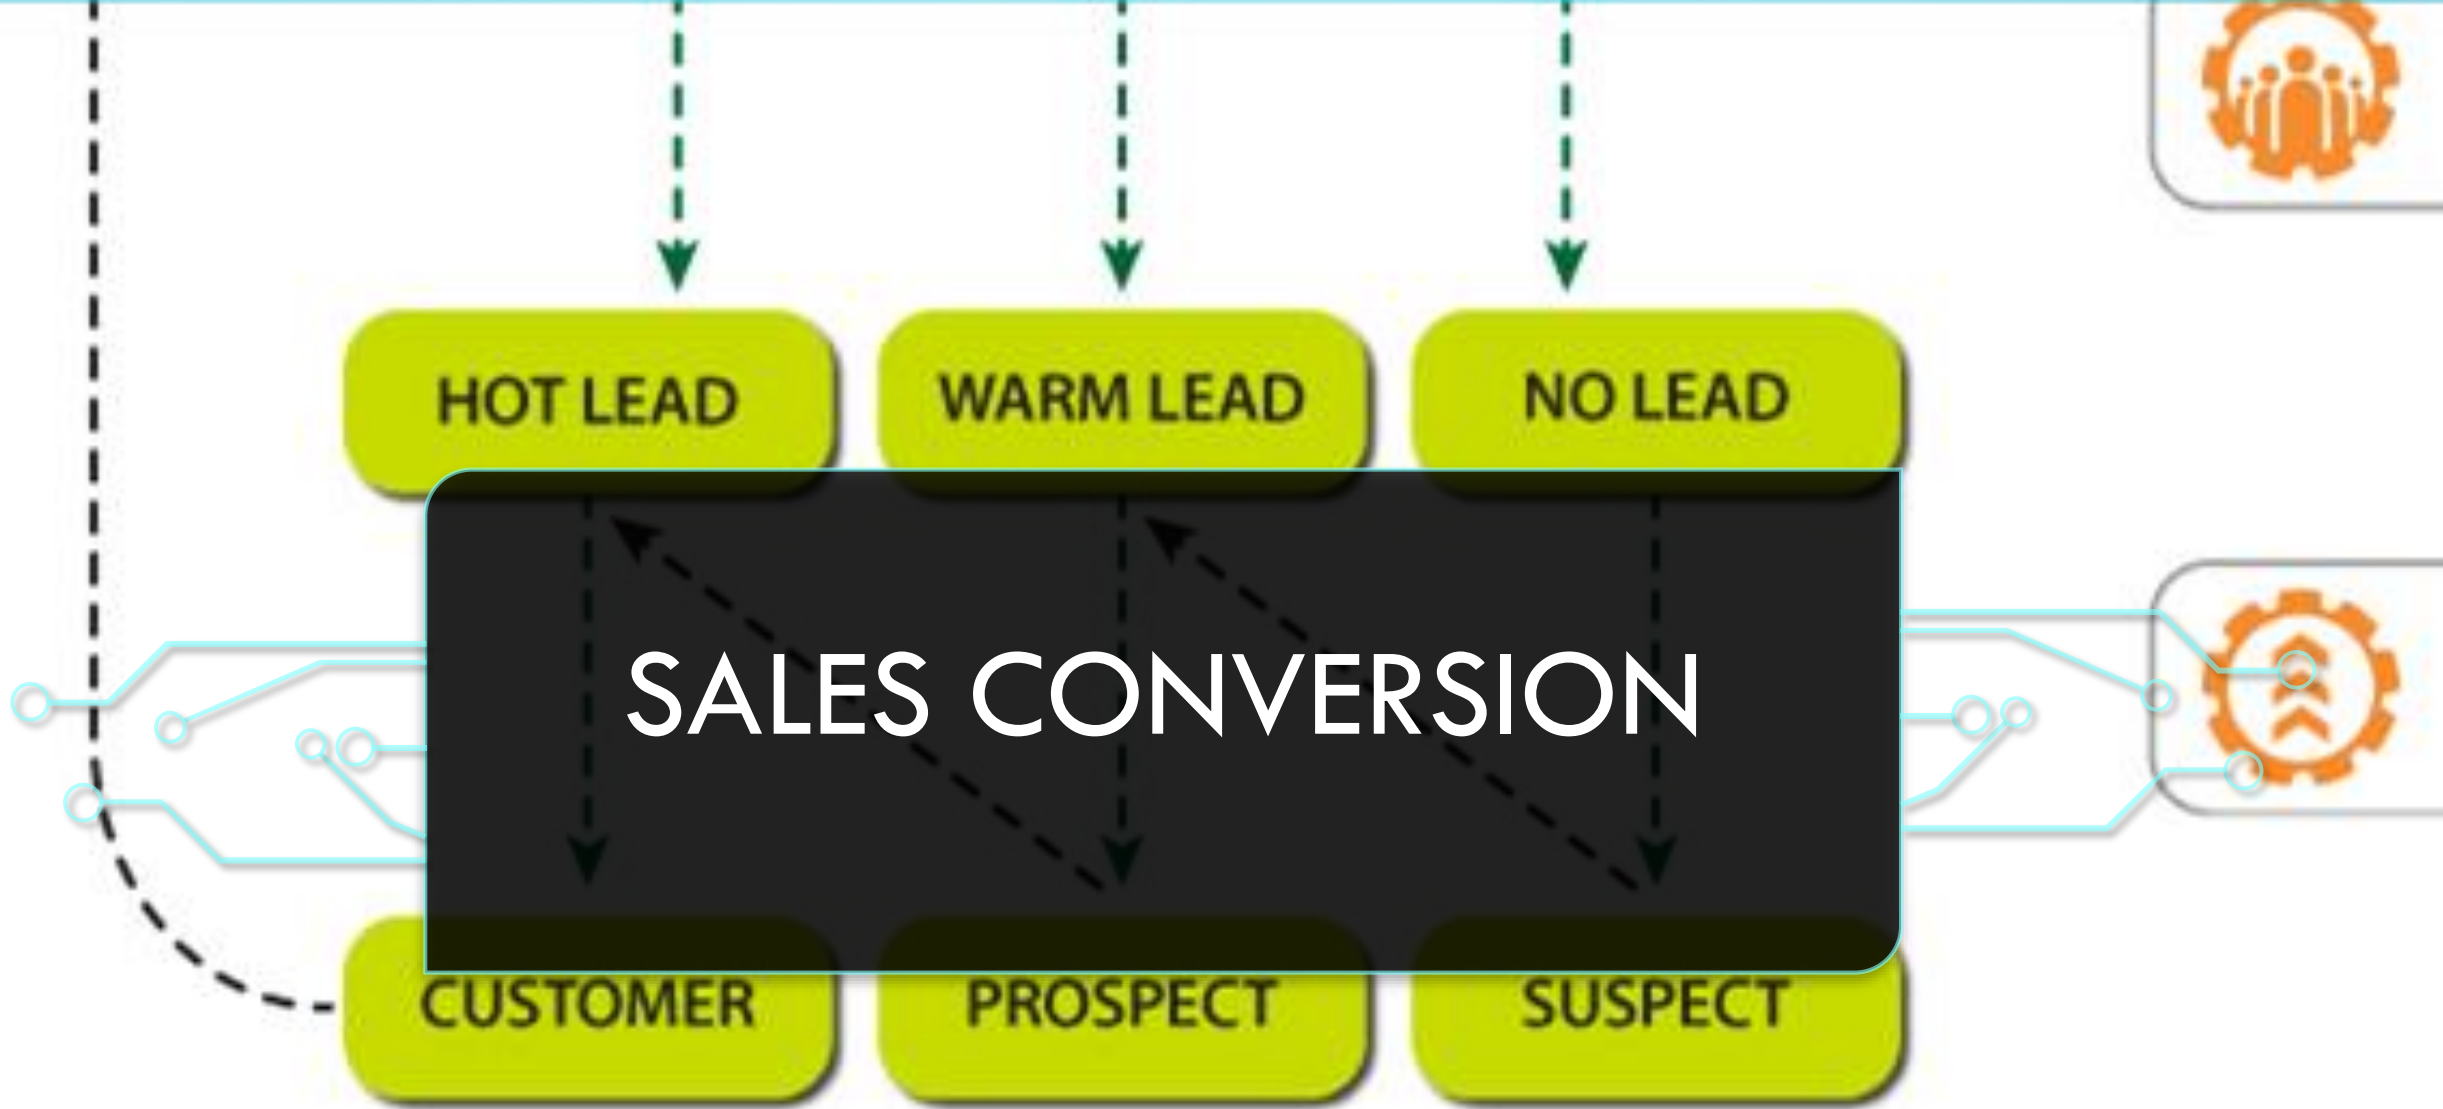 HOT LEAD
WARM LEAD
NO LEAD
SALES CONVERSION
CUSTOMER
PROSPECT
SUSPECT